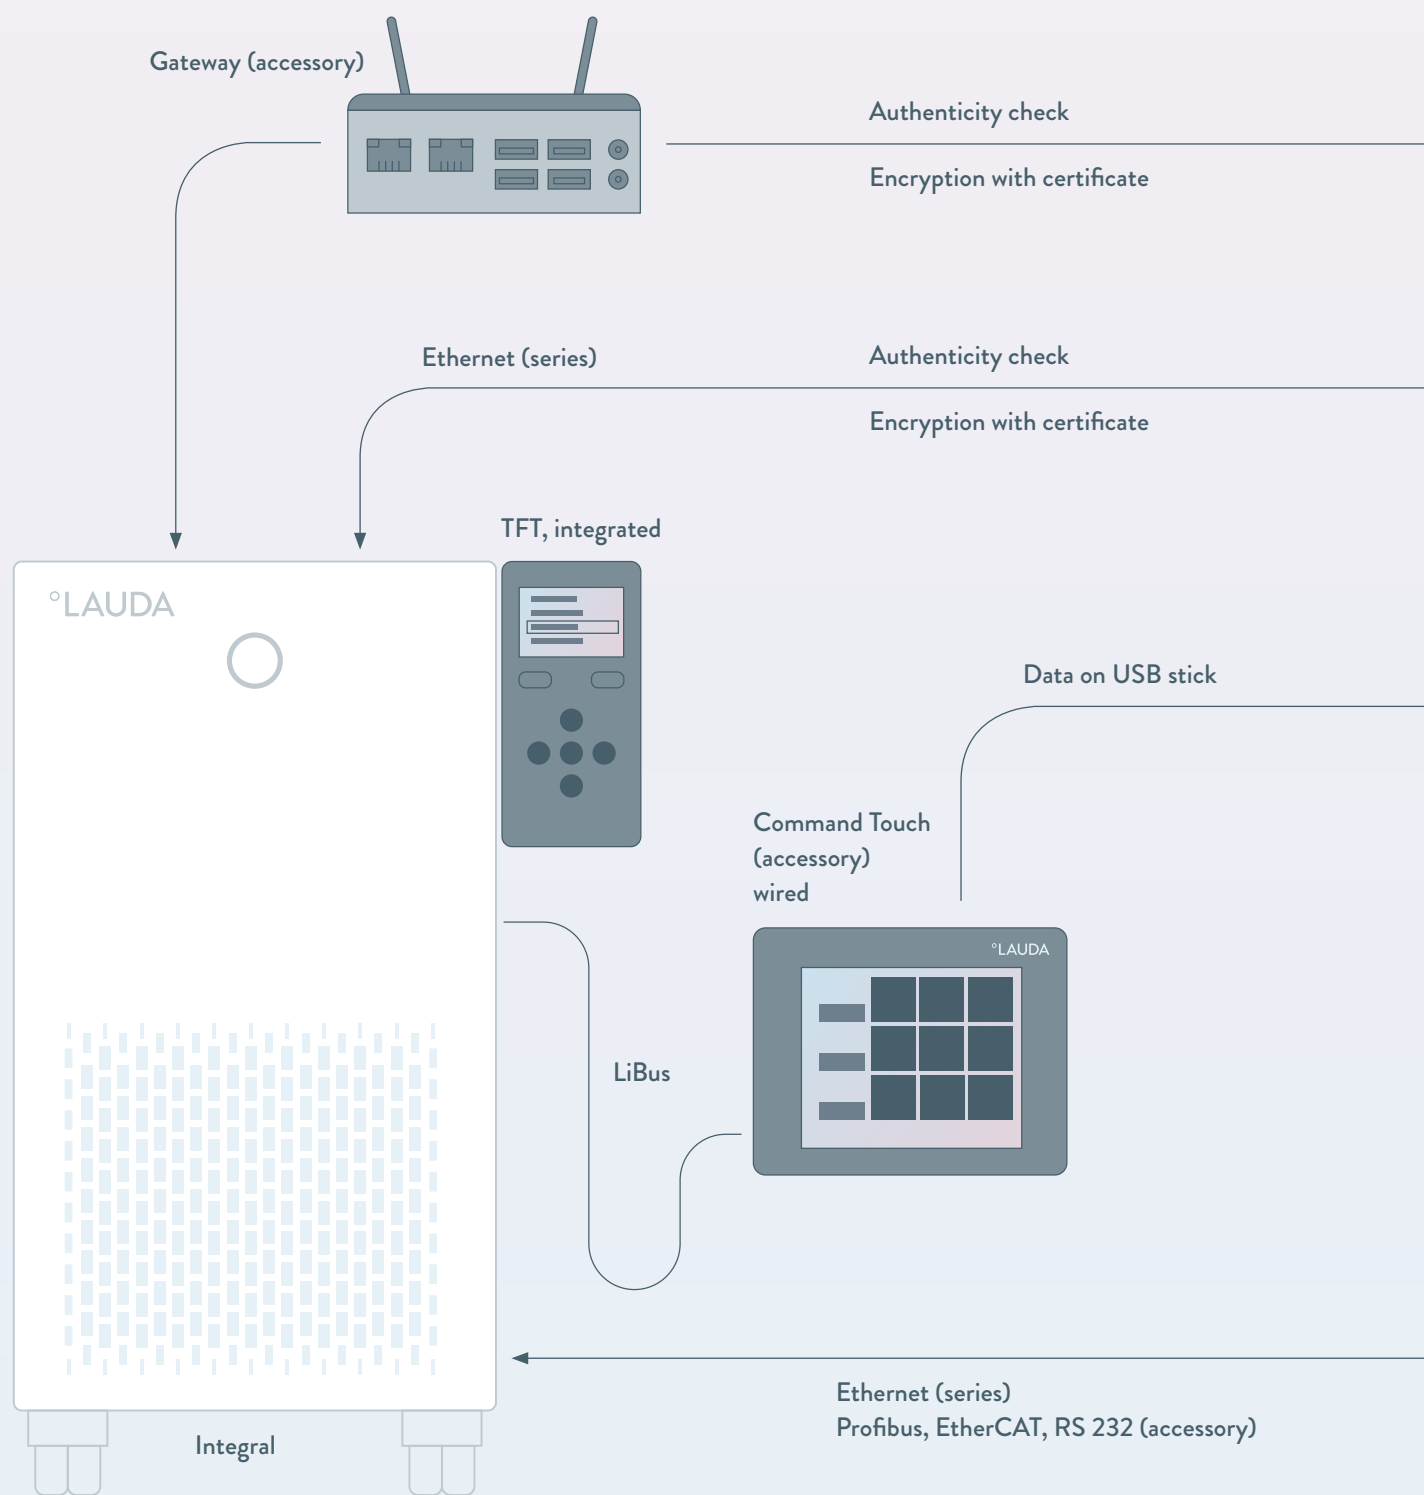 Gateway (accessory)
Authenticity check
Encryption with certificate
Ethernet (series)
Authenticity check
Encryption with certificate
TFT, integrated
°LAUDA
Data on USB stick
Command Touch
(accessory)
wired
°LAUDA
LiBus
Ethernet (series)
Profibus, EtherCAT, RS 232 (accessory)
Integral